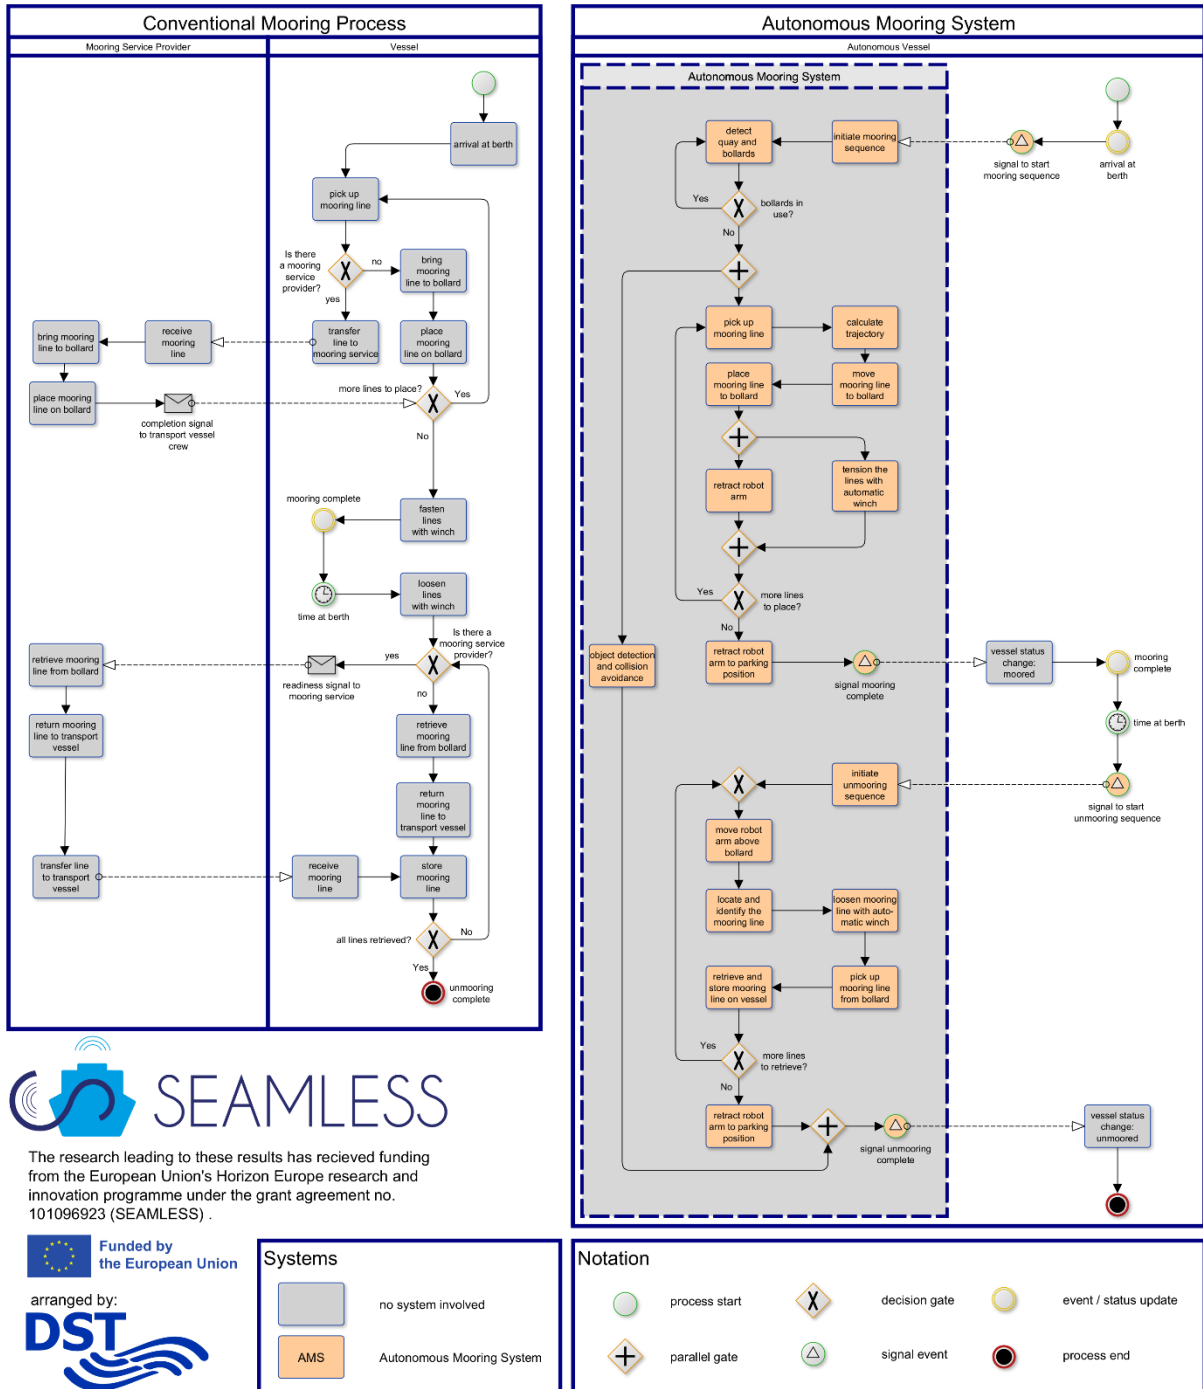 Conventional Mooring Process
Mooring Service Provider
Vessel
arrival at berth
pick up
mooring line
Is there
a mooring
service
provider?
no
yes
bring
mooring
line to bollard
transfer
line to
mooring service
place
mooring
line on bollard
receive
mooring
line
bring mooring
line to bollard
place mooring
line on bollard
completion signal
to transport vessel
crew
more lines to place?
Yes
No
fasten
lines
with winch
mooring complete
time at berth
loosen
lines
with winch
Is there a
mooring service
provider?
yes
no
readiness signal to
mooring service
retrieve mooring
line from bollard
return mooring
line to transport
vessel
transfer line
to transport
vessel
retrieve
mooring
line from bollard
return
mooring
line to
transport vessel
receive
mooring
line
store
mooring
line
all lines retrieved?
No
Yes
unmooring
complete
Autonomous Mooring System
Autonomous Vessel
Autonomous Mooring System
arrival at
berth
signal to start
mooring sequence
initiate mooring
sequence
detect
quay and
bollards
Yes
bollards in
use?
No
pick up
mooring line
calculate
trajectory
move
mooring line
to bollard
place
mooring line
to bollard
retract robot
arm
tension the
lines with
automatic
winch
Yes
more lines
to place?
No
object detection
and collision
avoidance
retract robot
arm to parking
position
signal mooring
complete
vessel status
change:
moored
mooring
complete
time at berth
signal to start
unmooring sequence
initiate
unmooring
sequence
move robot
arm above
bollard
locate and
identify the
mooring line
loosen mooring
line with auto-
matic winch
pick up
mooring line
from bollard
retrieve and
store mooring
line on vessel
Yes
more lines
to retrieve?
No
retract robot
arm to parking
position
signal unmooring
complete
vessel status
change:
unmoored
SEAMLESS
The research leading to these results has recieved funding
from the European Union's Horizon Europe research and
innovation programme under the grant agreement no.
101096923 (SEAMLESS) .
Funded by
the European Union
arranged by:
DST
Systems
no system involved
AMS
Autonomous Mooring System
Notation
process start
decision gate
event / status update
parallel gate
signal event
process end